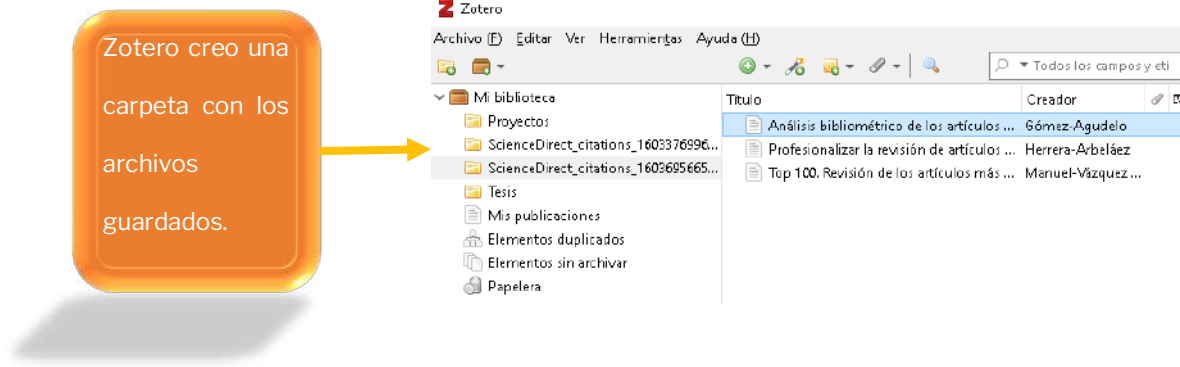 Zotero creo una
carpeta con los
archivos
guardados.
Zotero
Archivo (F) Editar Ver Herramientas Ayuda (H)
Todos los campos y eti
Mi biblioteca
Proyectos
ScienceDirect_citations_1603376996...
ScienceDirect_citations_1603695665...
Tesis
Mis publicaciones
Elementos duplicados
Elementos sin archivar
Papelera
Título Creador
Análisis bibliométrico de los artículos ... Gómez-Agudelo
Profesionalizar la revisión de artículos ... Herrera-Arbeláez
Top 100. Revisión de los artículos más ... Manuel-Vázquez ...